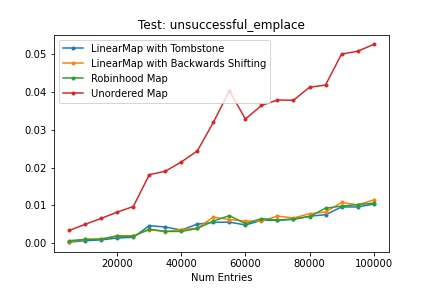 Test: unsuccessful_emplace
LinearMap with Tombstone
LinearMap with Backwards Shifting
Robinhood Map
Unordered Map
0.05
0.04
0.03
0.02
0.01
0.00
20000 40000 60000 80000 100000
Num Entries